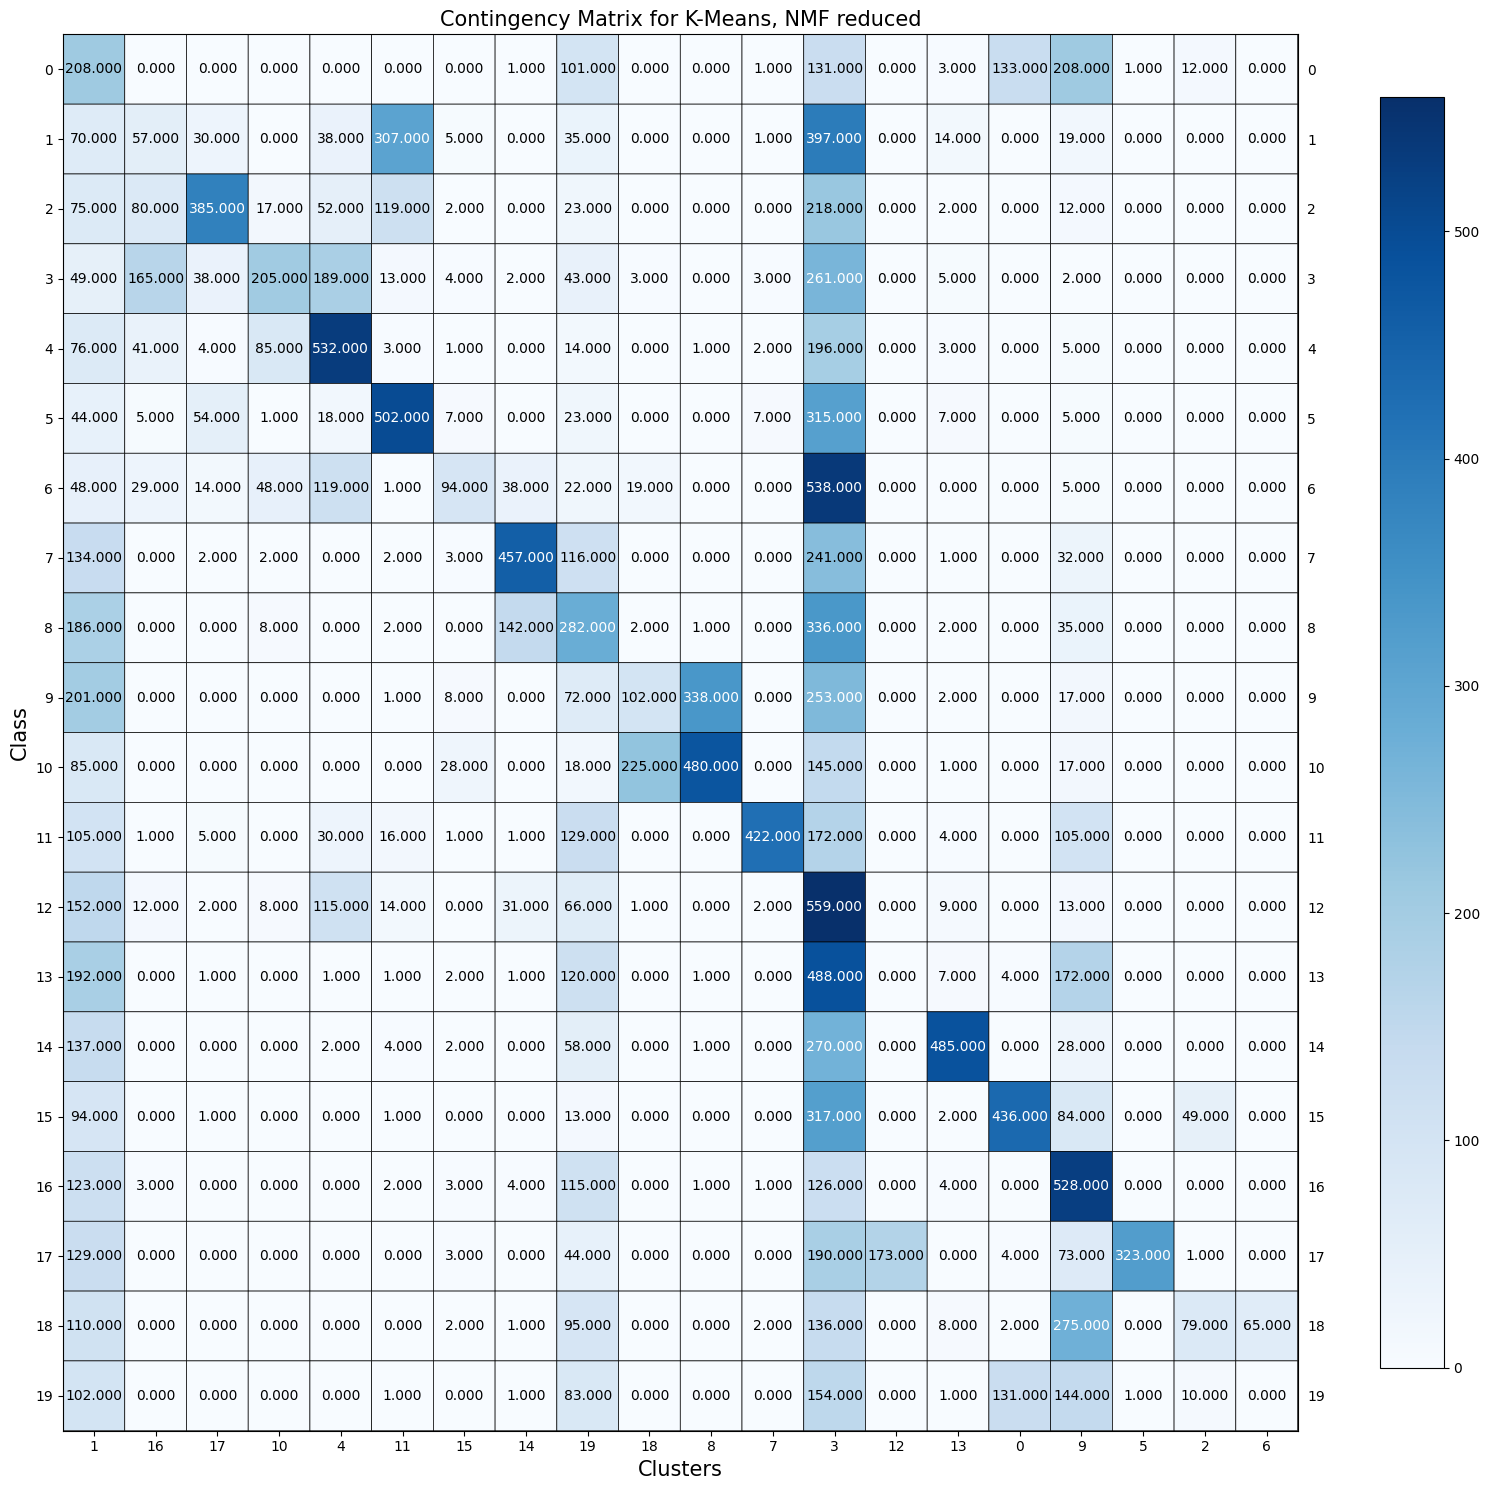 Contingency Matrix for K-Means, NMF reduced
0 208.000 0.000 0.000 0.000 0.000 0.000 0.000 1.000 101.000 0.000 0.000 1.000 131.000 0.000 3.000 133.000 208.000 1.000 12.000 0.000 0
1 70.000 57.000 30.000 0.000 38.000 307.000 5.000 0.000 35.000 0.000 0.000 1.000 397.000 0.000 14.000 0.000 19.000 0.000 0.000 0.000 1
2 75.000 80.000 385.000 17.000 52.000 119.000 2.000 0.000 23.000 0.000 0.000 0.000 218.000 0.000 2.000 0.000 12.000 0.000 0.000 0.000 2
3 49.000 165.000 38.000 205.000 189.000 13.000 4.000 2.000 43.000 3.000 0.000 3.000 261.000 0.000 5.000 0.000 2.000 0.000 0.000 0.000 3
4 76.000 41.000 4.000 85.000 532.000 3.000 1.000 0.000 14.000 0.000 1.000 2.000 196.000 0.000 3.000 0.000 5.000 0.000 0.000 0.000 4
5 44.000 5.000 54.000 1.000 18.000 502.000 7.000 0.000 23.000 0.000 0.000 7.000 315.000 0.000 7.000 0.000 5.000 0.000 0.000 0.000 5
6 48.000 29.000 14.000 48.000 119.000 1.000 94.000 38.000 22.000 19.000 0.000 0.000 538.000 0.000 0.000 0.000 5.000 0.000 0.000 0.000 6
7 134.000 0.000 2.000 2.000 0.000 2.000 3.000 457.000 116.000 0.000 0.000 0.000 241.000 0.000 1.000 0.000 32.000 0.000 0.000 0.000 7
8 186.000 0.000 0.000 8.000 0.000 2.000 0.000 142.000 282.000 2.000 1.000 0.000 336.000 0.000 2.000 0.000 35.000 0.000 0.000 0.000 8
9 201.000 0.000 0.000 0.000 0.000 1.000 8.000 0.000 72.000 102.000 338.000 0.000 253.000 0.000 2.000 0.000 17.000 0.000 0.000 0.000 9
10 85.000 0.000 0.000 0.000 0.000 0.000 28.000 0.000 18.000 225.000 480.000 0.000 145.000 0.000 1.000 0.000 17.000 0.000 0.000 0.000 10
11 105.000 1.000 5.000 0.000 30.000 16.000 1.000 1.000 129.000 0.000 0.000 422.000 172.000 0.000 4.000 0.000 105.000 0.000 0.000 0.000 11
12 152.000 12.000 2.000 8.000 115.000 14.000 0.000 31.000 66.000 1.000 0.000 2.000 559.000 0.000 9.000 0.000 13.000 0.000 0.000 0.000 12
13 192.000 0.000 1.000 0.000 1.000 1.000 2.000 1.000 120.000 0.000 1.000 0.000 488.000 0.000 7.000 4.000 172.000 0.000 0.000 0.000 13
14 137.000 0.000 0.000 0.000 2.000 4.000 2.000 0.000 58.000 0.000 1.000 0.000 270.000 0.000 485.000 0.000 28.000 0.000 0.000 0.000 14
15 94.000 0.000 1.000 0.000 0.000 1.000 0.000 0.000 13.000 0.000 0.000 0.000 317.000 0.000 2.000 436.000 84.000 0.000 49.000 0.000 15
16 123.000 3.000 0.000 0.000 0.000 2.000 3.000 4.000 115.000 0.000 1.000 1.000 126.000 0.000 4.000 0.000 528.000 0.000 0.000 0.000 16
17 129.000 0.000 0.000 0.000 0.000 0.000 3.000 0.000 44.000 0.000 0.000 0.000 190.000 173.000 0.000 4.000 73.000 323.000 1.000 0.000 17
18 110.000 0.000 0.000 0.000 0.000 0.000 2.000 1.000 95.000 0.000 0.000 2.000 136.000 0.000 8.000 2.000 275.000 0.000 79.000 65.000 18
19 102.000 0.000 0.000 0.000 0.000 1.000 0.000 1.000 83.000 0.000 0.000 0.000 154.000 0.000 1.000 131.000 144.000 1.000 10.000 0.000 19
1 16 17 10 4 11 15 14 19 18 8 7 3 12 13 0 9 5 2 6
Clusters
Class
500
400
300
200
100
0